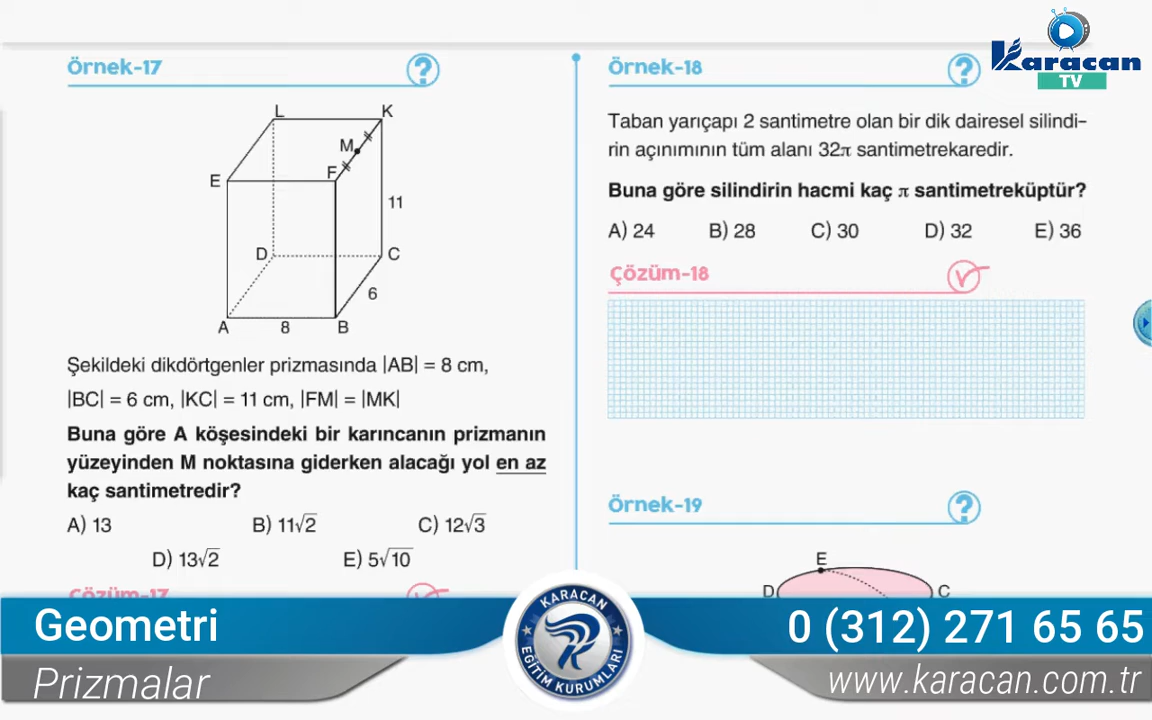 Karacan
TV
Örnek-17
?
L
K
M
F
E
11
D
C
6
A
8
B
Şekildeki dikdörtgenler prizmasında |AB| = 8 cm,
|BC| = 6 cm, |KC| = 11 cm, |FM| = |MK|
Buna göre A köşesindeki bir karıncanın prizmanın
yüzeyinden M noktasına giderken alacağı yol en az
kaç santimetredir?
A) 13 B) 11√2 C) 12√3
D) 13√2 E) 5√10
Çözüm-17
Örnek-18
?
Taban yarıçapı 2 santimetre olan bir dik dairesel silindi-
rin açınımının tüm alanı 32π santimetrekaredir.
Buna göre silindirin hacmi kaç π santimetreküptür?
A) 24 B) 28 C) 30 D) 32 E) 36
Çözüm-18
Örnek-19
?
E
D
C
Geometri
Prizmalar
KARACAN
EĞİTİM KURUMLARI
0 (312) 271 65 65
www.karacan.com.tr